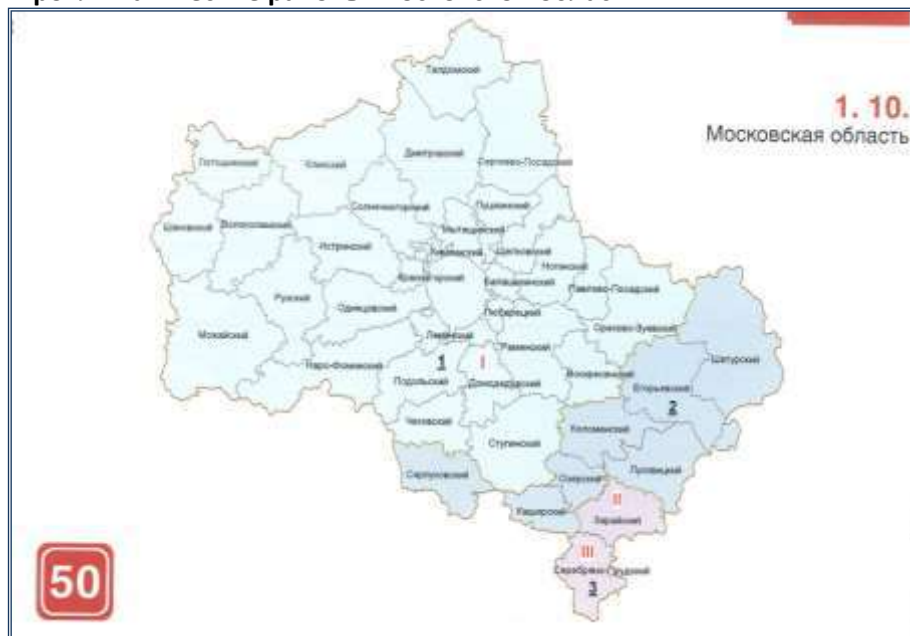 1. 10.
Московская область
Талдомский
Лотошинский
Клинский
Дмитровский
Сергиево-Посадский
Солнечногорский
Пушкинский
Шаховской
Волоколамский
Мытищинский
Истринский
Химкинский
Щелковский
Ногинский
Красногорский
Балашихинский
Павлово-Посадский
Рузский
Одинцовский
Люберецкий
Орехово-Зуевский
Можайский
Ленинский
Раменский
Шатурский
Наро-Фоминский
1
I
Воскресенский
Егорьевский
Подольский
Домодедовский
2
Чеховский
Коломенский
Ступинский
Серпуховский
Озерский
Луховицкий
Каширский
II
Зарайский
III
Серебряно-Прудский
3
50